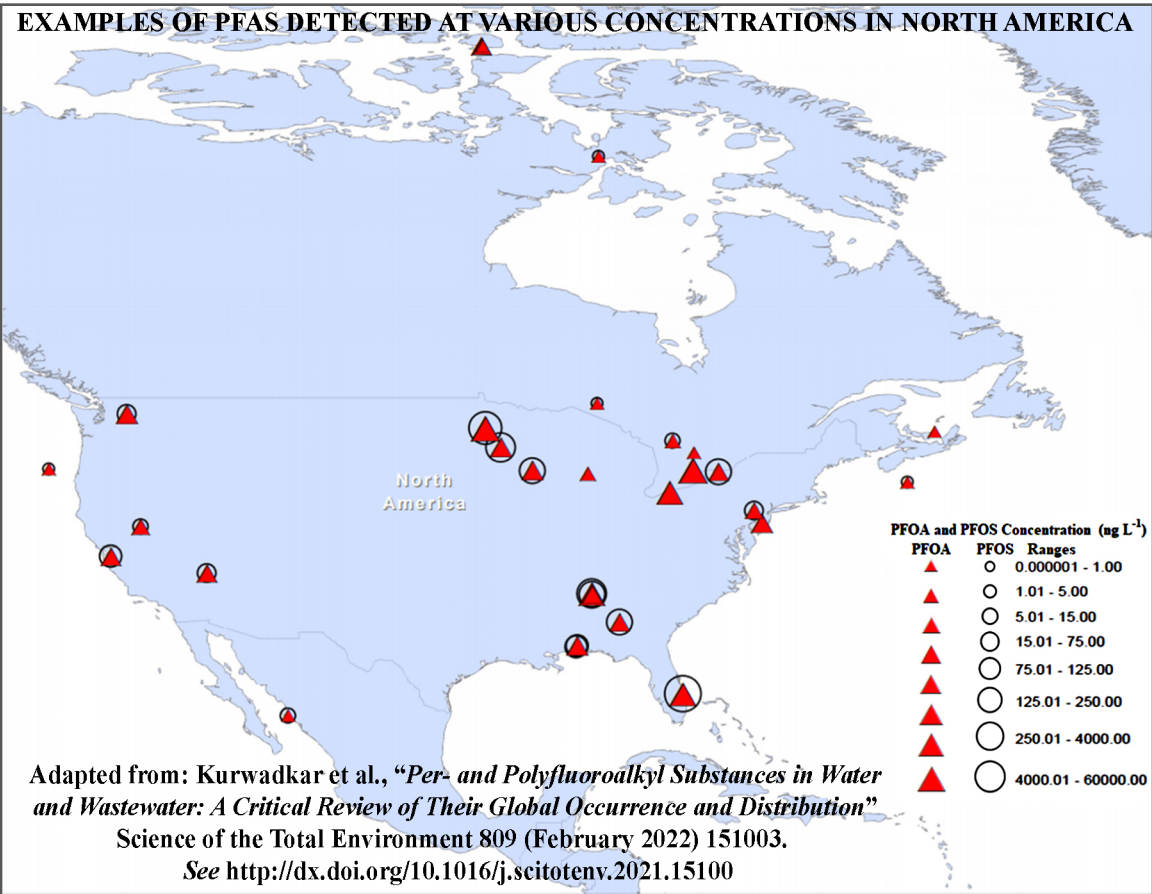 EXAMPLES OF PFAS DETECTED AT VARIOUS CONCENTRATIONS IN NORTH AMERICA
North
America
PFOA and PFOS Concentration (ng L-1)
PFOA PFOS Ranges
0.000001 - 1.00
1.01 - 5.00
5.01 - 15.00
15.01 - 75.00
75.01 - 125.00
125.01 - 250.00
250.01 - 4000.00
4000.01 - 60000.00
Adapted from: Kurwadkar et al., “Per- and Polyfluoroalkyl Substances in Water
and Wastewater: A Critical Review of Their Global Occurrence and Distribution”
Science of the Total Environment 809 (February 2022) 151003.
See http://dx.doi.org/10.1016/j.scitotenv.2021.15100